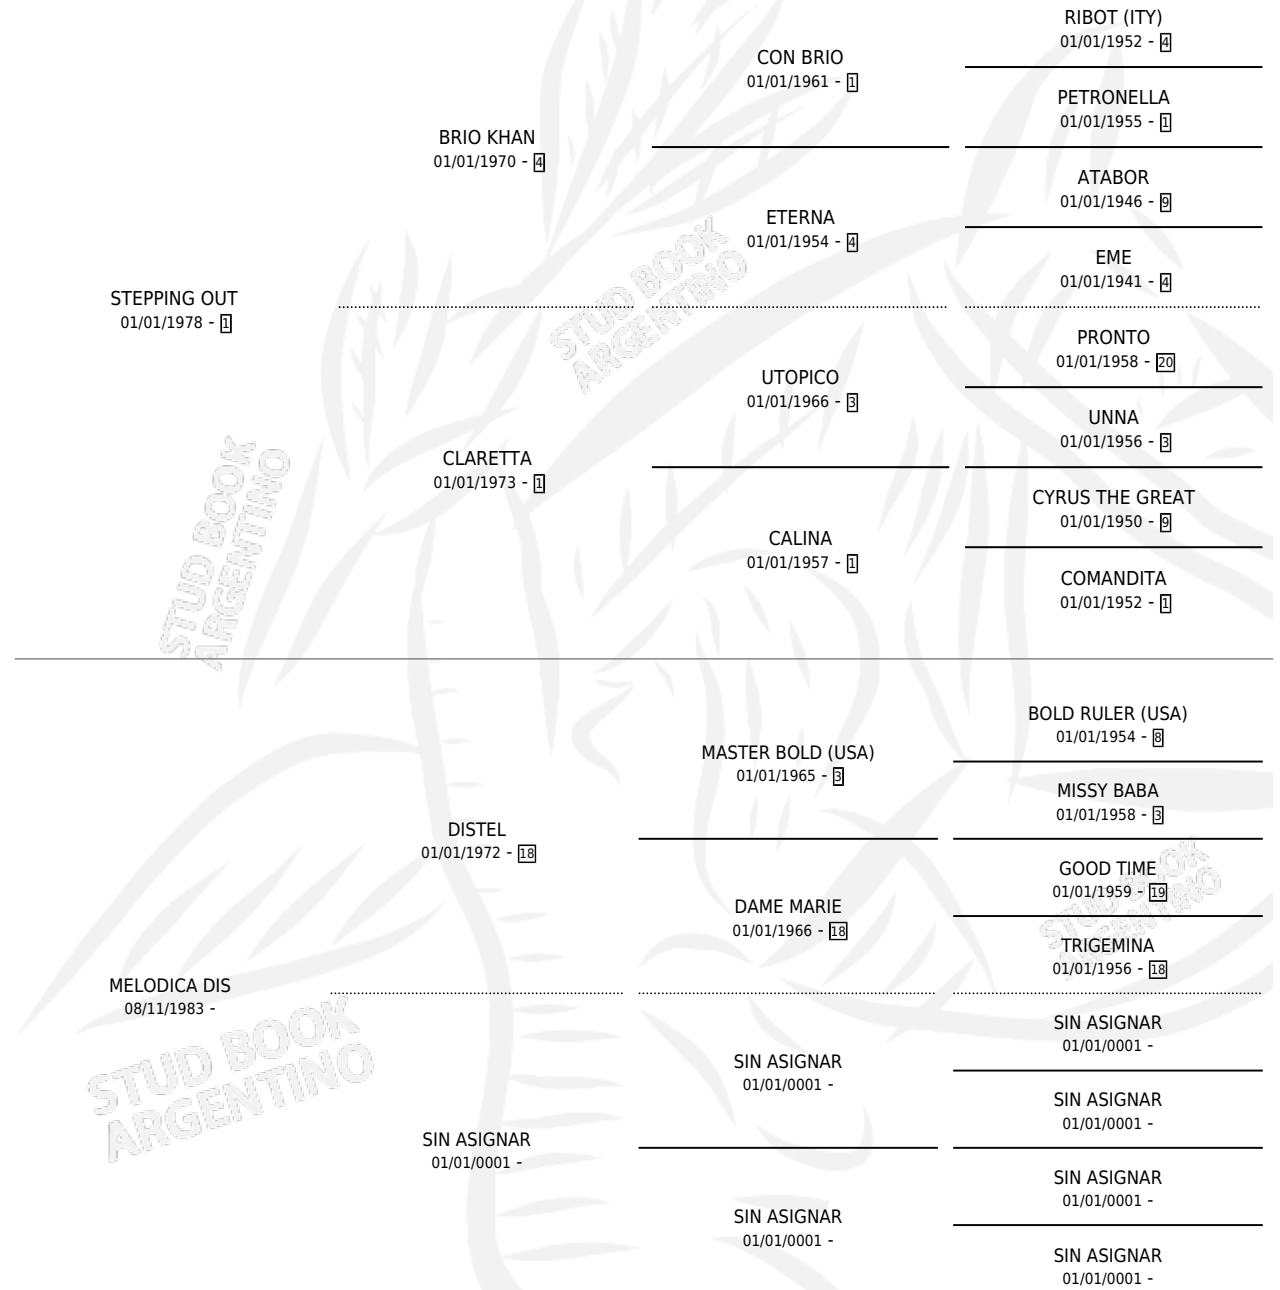 RIBOT (ITY)
01/01/1952 - 4
CON BRIO
01/01/1961 - 1
PETRONELLA
01/01/1955 - 1
BRIO KHAN
01/01/1970 - 4
ATABOR
01/01/1946 - 9
ETERNA
01/01/1954 - 4
EME
01/01/1941 - 4
STEPPING OUT
01/01/1978 - 1
PRONTO
01/01/1958 - 20
UTOPICO
01/01/1966 - 3
UNNA
01/01/1956 - 3
CLARETTA
01/01/1973 - 1
CYRUS THE GREAT
01/01/1950 - 9
CALINA
01/01/1957 - 1
COMANDITA
01/01/1952 - 1
STUD BOOK
ARGENTINO
STUD BOOK
ARGENTINO
BOLD RULER (USA)
01/01/1954 - 8
MASTER BOLD (USA)
01/01/1965 - 3
MISSY BABA
01/01/1958 - 3
DISTEL
01/01/1972 - 18
GOOD TIME
01/01/1959 - 19
DAME MARIE
01/01/1966 - 18
TRIGEMINA
01/01/1956 - 18
STUD BOOK
ARGENTINO
MELODICA DIS
08/11/1983 -
SIN ASIGNAR
01/01/0001 -
SIN ASIGNAR
01/01/0001 -
SIN ASIGNAR
01/01/0001 -
SIN ASIGNAR
01/01/0001 -
SIN ASIGNAR
01/01/0001 -
SIN ASIGNAR
01/01/0001 -
SIN ASIGNAR
01/01/0001 -
STUD BOOK
ARGENTINO